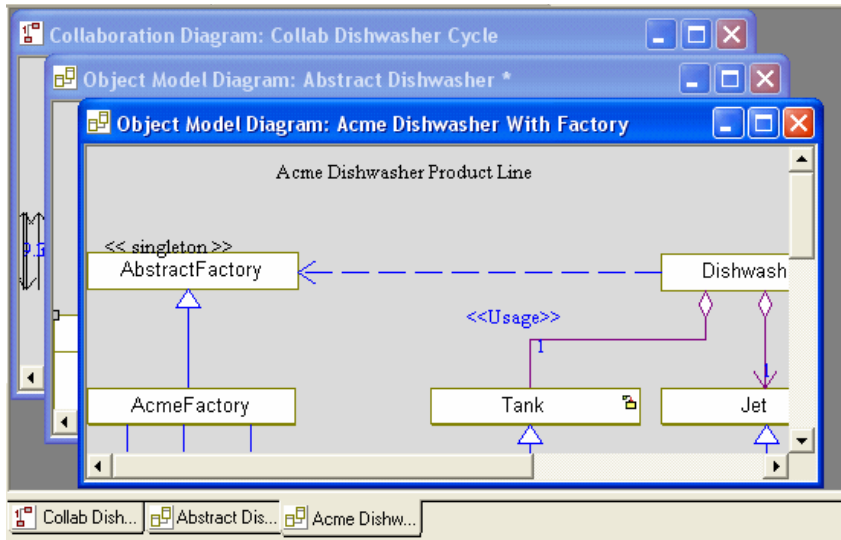 Collaboration Diagram: Collab Dishwasher Cycle
Object Model Diagram: Abstract Dishwasher *
Object Model Diagram: Acme Dishwasher With Factory
Acme Dishwasher Product Line
<< singleton >>
AbstractFactory
Dishwash
<<Usage>>
1
1
AcmeFactory
Tank
Jet
Collab Dish...
Abstract Dis...
Acme Dishw...